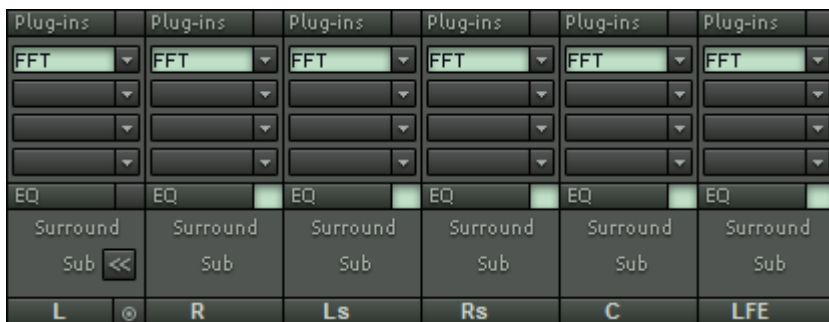 Plug-ins Plug-ins Plug-ins Plug-ins Plug-ins Plug-ins
FFT FFT FFT FFT FFT FFT
EQ EQ EQ EQ EQ EQ
Surround Surround Surround Surround Surround Surround
Sub << Sub Sub Sub Sub Sub
L R Ls Rs C LFE